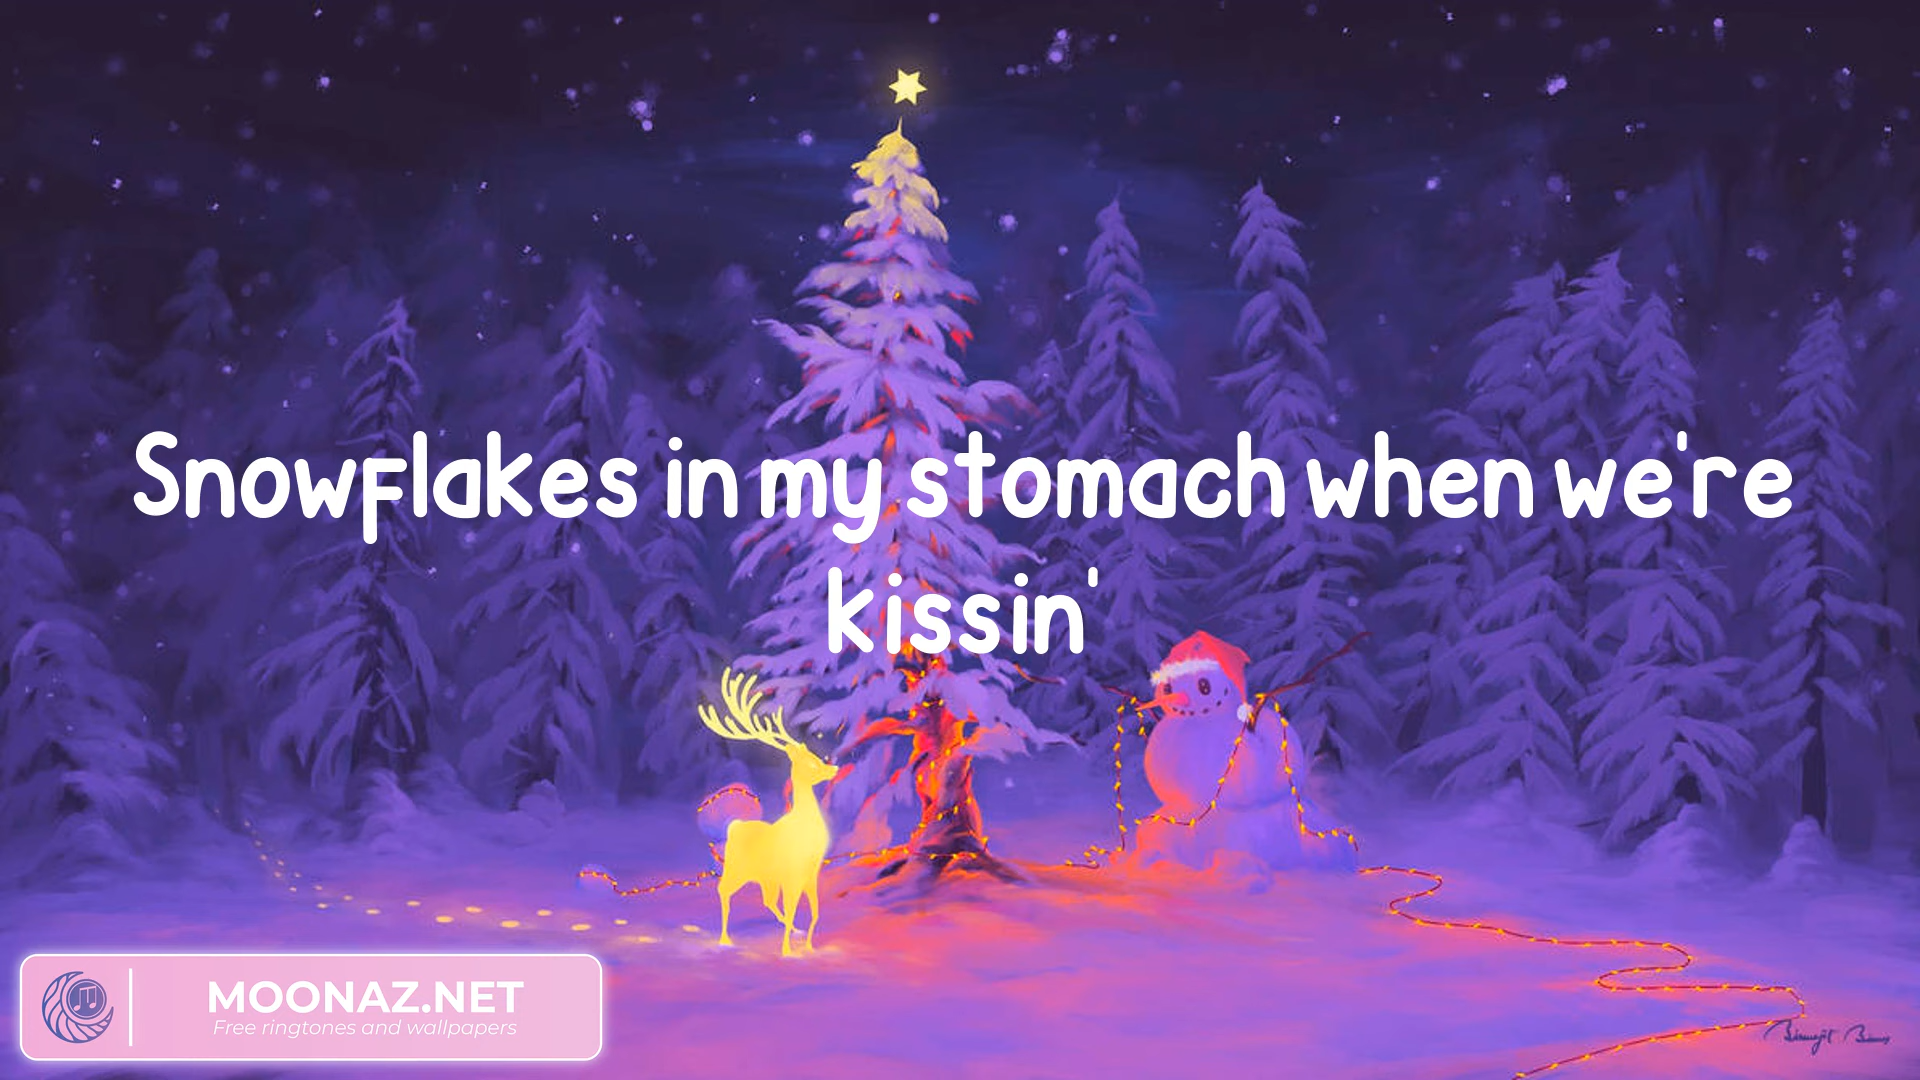 Snowflakes in my stomach when we're
kissin'
MOONAZ.NET
Free ringtones and wallpapers